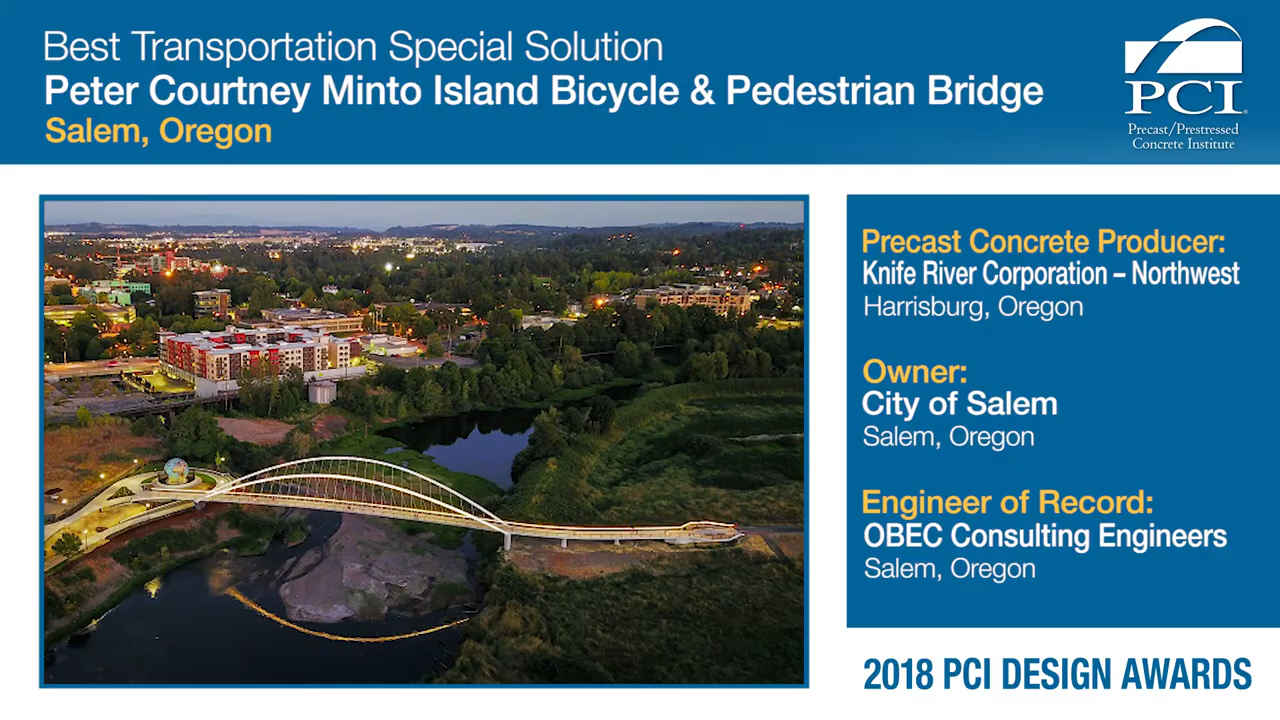 Best Transportation Special Solution
Peter Courtney Minto Island Bicycle & Pedestrian Bridge
Salem, Oregon
PCI®
Precast/Prestressed
Concrete Institute
Precast Concrete Producer:
Knife River Corporation – Northwest
Harrisburg, Oregon
Owner:
City of Salem
Salem, Oregon
Engineer of Record:
OBEC Consulting Engineers
Salem, Oregon
2018 PCI DESIGN AWARDS